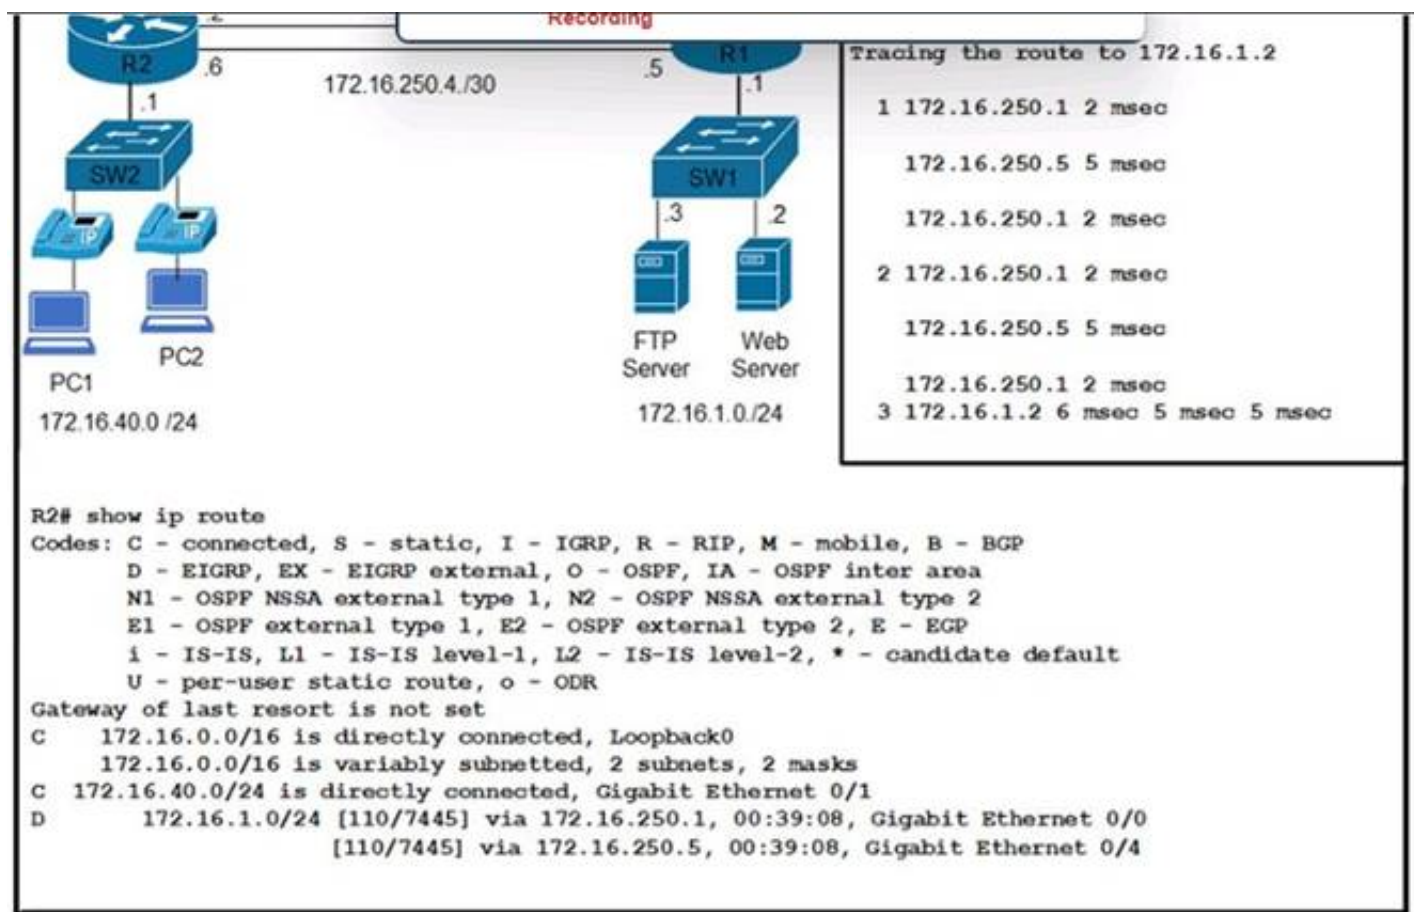 Recording
.2
R2
.6
172.16.250.4./30
.5
R1
.1
.1
SW2
SW1
.3
.2
IP
IP
FTP Server
Web Server
PC1
PC2
172.16.40.0 /24
172.16.1.0./24
Tracing the route to 172.16.1.2
1 172.16.250.1 2 msec
172.16.250.5 5 msec
172.16.250.1 2 msec
2 172.16.250.1 2 msec
172.16.250.5 5 msec
172.16.250.1 2 msec
3 172.16.1.2 6 msec 5 msec 5 msec
R2# show ip route
Codes: C - connected, S - static, I - IGRP, R - RIP, M - mobile, B - BGP
D - EIGRP, EX - EIGRP external, O - OSPF, IA - OSPF inter area
N1 - OSPF NSSA external type 1, N2 - OSPF NSSA external type 2
E1 - OSPF external type 1, E2 - OSPF external type 2, E - EGP
i - IS-IS, L1 - IS-IS level-1, L2 - IS-IS level-2, * - candidate default
U - per-user static route, o - ODR
Gateway of last resort is not set
C 172.16.0.0/16 is directly connected, Loopback0
172.16.0.0/16 is variably subnetted, 2 subnets, 2 masks
C 172.16.40.0/24 is directly connected, Gigabit Ethernet 0/1
D 172.16.1.0/24 [110/7445] via 172.16.250.1, 00:39:08, Gigabit Ethernet 0/0
[110/7445] via 172.16.250.5, 00:39:08, Gigabit Ethernet 0/4